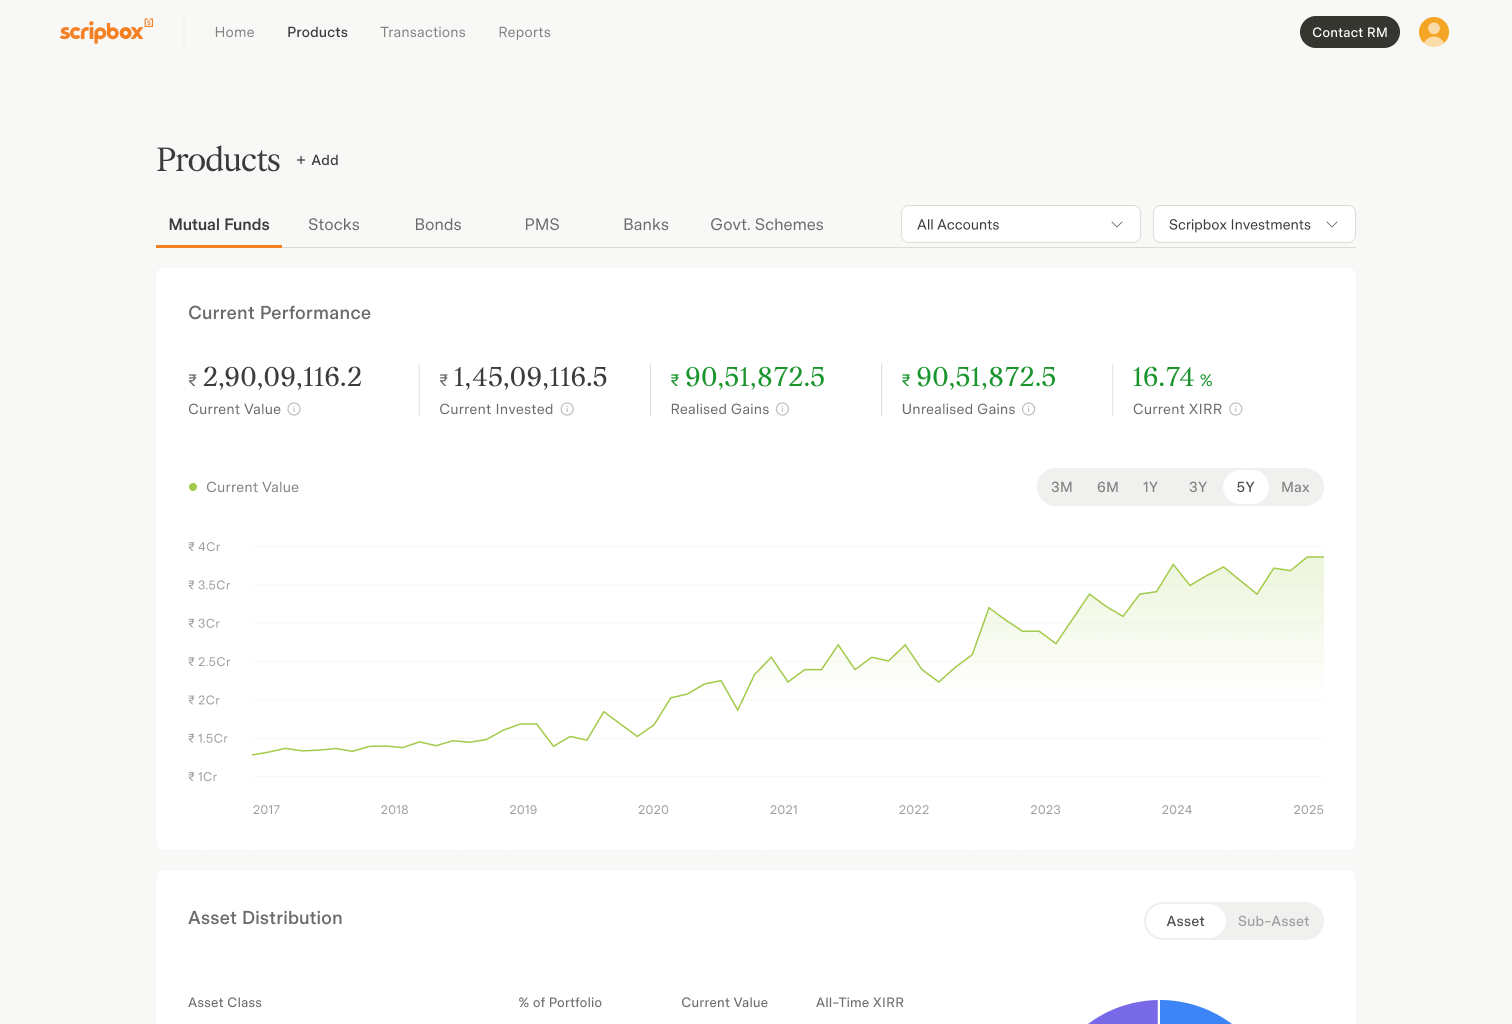 scripbox [s]
Home Products Transactions Reports Contact RM
Products + Add
Mutual Funds Stocks Bonds PMS Banks Govt. Schemes All Accounts Scripbox Investments
Current Performance
₹ 2,90,09,116.2 ₹ 1,45,09,116.5 ₹ 90,51,872.5 ₹ 90,51,872.5 16.74 %
Current Value Current Invested Realised Gains Unrealised Gains Current XIRR
Current Value 3M 6M 1Y 3Y 5Y Max
₹ 4Cr
₹ 3.5Cr
₹ 3Cr
₹ 2.5Cr
₹ 2Cr
₹ 1.5Cr
₹ 1Cr
2017 2018 2019 2020 2021 2022 2023 2024 2025
Asset Distribution Asset Sub-Asset
Asset Class % of Portfolio Current Value All-Time XIRR